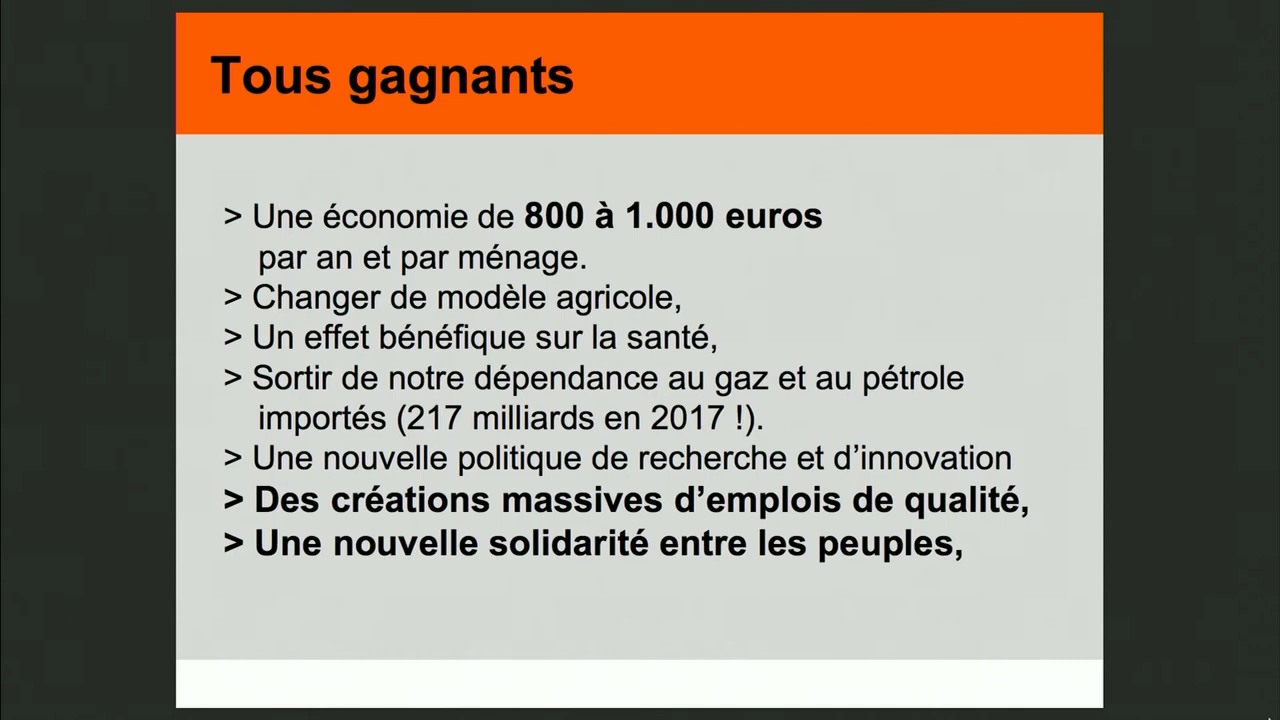 Tous gagnants
> Une économie de 800 à 1.000 euros
par an et par ménage.
> Changer de modèle agricole,
> Un effet bénéfique sur la santé,
> Sortir de notre dépendance au gaz et au pétrole
importés (217 milliards en 2017 !).
> Une nouvelle politique de recherche et d’innovation
> Des créations massives d’emplois de qualité,
> Une nouvelle solidarité entre les peuples,